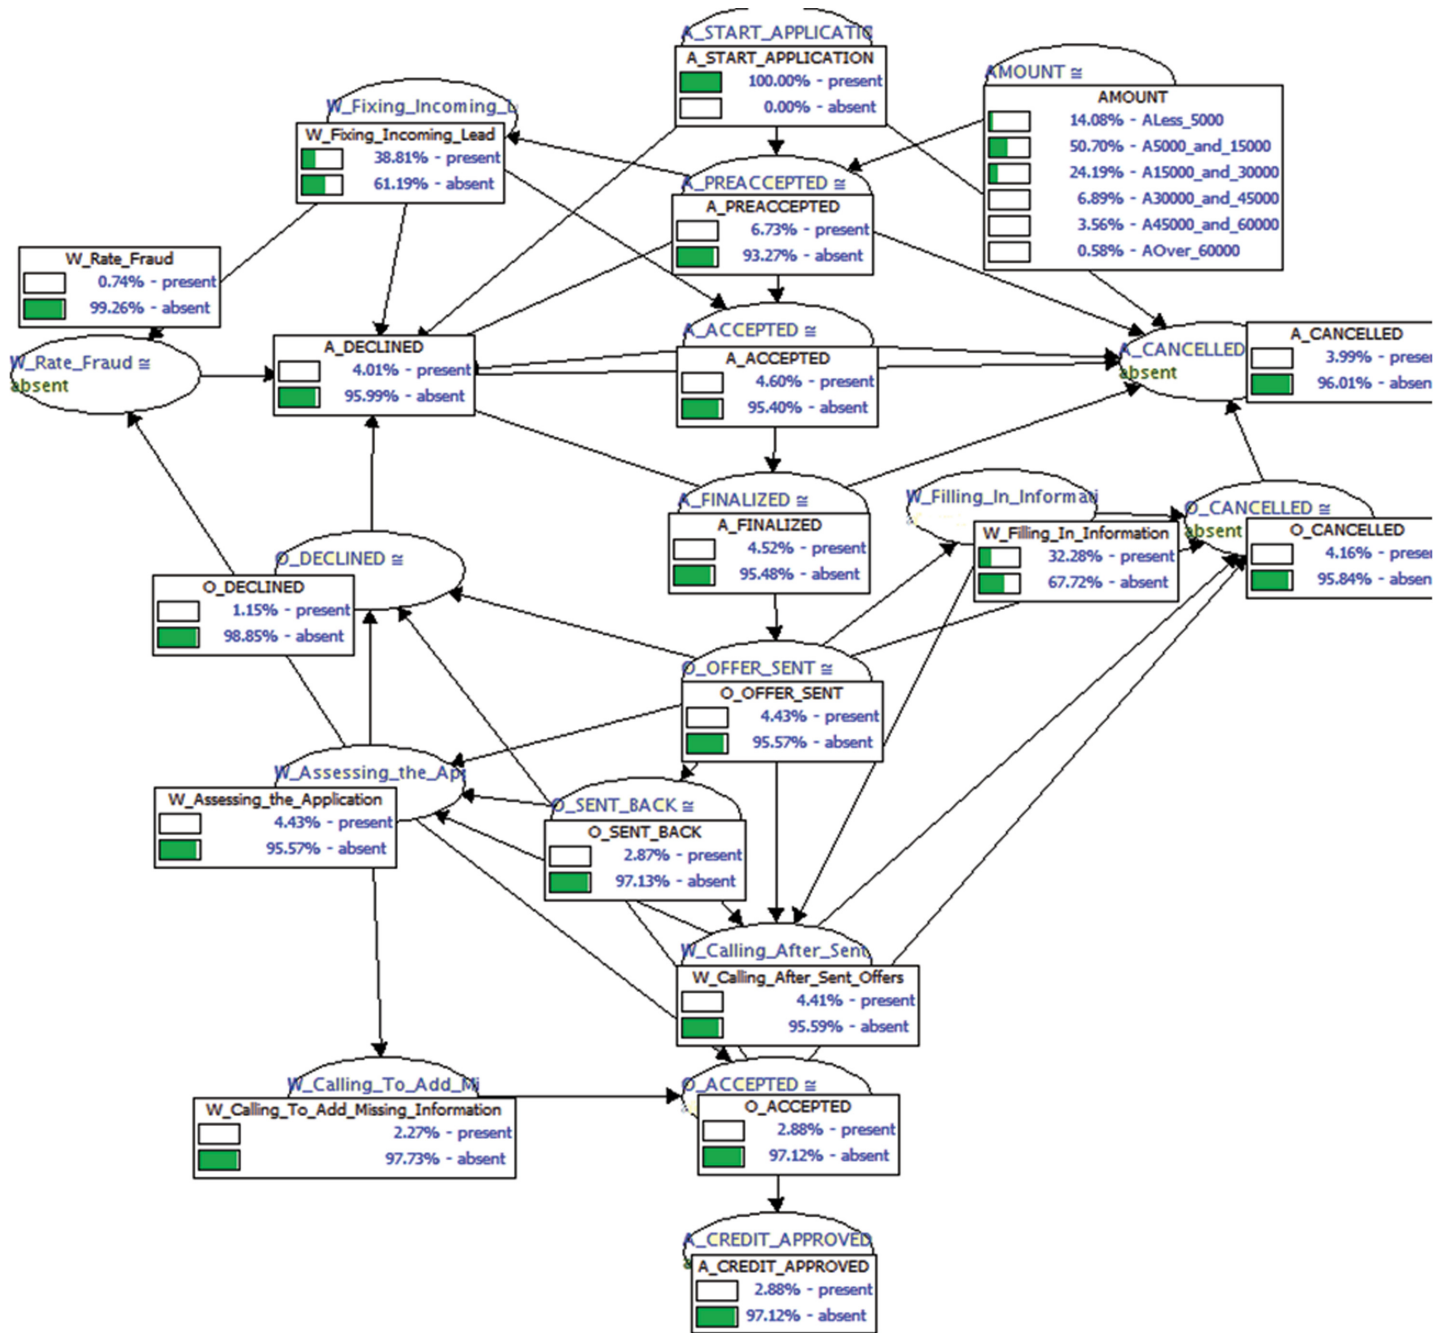 A_START_APPLICATIC
A_START_APPLICATION
100.00% - present
0.00% - absent
AMOUNT ≅
AMOUNT
14.08% - ALess_5000
50.70% - A5000_and_15000
24.19% - A15000_and_30000
6.89% - A30000_and_45000
3.56% - A45000_and_60000
0.58% - AOver_60000
W_Fixing_Incoming_L
W_Fixing_Incoming_Lead
38.81% - present
61.19% - absent
A_PREACCEPTED ≅
A_PREACCEPTED
6.73% - present
93.27% - absent
W_Rate_Fraud
0.74% - present
99.26% - absent
W_Rate_Fraud ≅
absent
A_DECLINED
4.01% - present
95.99% - absent
A_ACCEPTED ≅
A_ACCEPTED
4.60% - present
95.40% - absent
A_CANCELLED
absent
A_CANCELLED
3.99% - prese
96.01% - absen
A_FINALIZED ≅
A_FINALIZED
4.52% - present
95.48% - absent
W_Filling_In_Informati
W_Filling_In_Information
32.28% - present
67.72% - absent
O_CANCELLED ≅
absent
O_CANCELLED
4.16% - prese
95.84% - absen
O_DECLINED ≅
O_DECLINED
1.15% - present
98.85% - absent
O_OFFER_SENT ≅
O_OFFER_SENT
4.43% - present
95.57% - absent
W_Assessing_the_Ap
W_Assessing_the_Application
4.43% - present
95.57% - absent
O_SENT_BACK ≅
O_SENT_BACK
2.87% - present
97.13% - absent
W_Calling_After_Sent
W_Calling_After_Sent_Offers
4.41% - present
95.59% - absent
W_Calling_To_Add_Mi
W_Calling_To_Add_Missing_Information
2.27% - present
97.73% - absent
O_ACCEPTED ≅
O_ACCEPTED
2.88% - present
97.12% - absent
A_CREDIT_APPROVED
A_CREDIT_APPROVED
2.88% - present
97.12% - absent